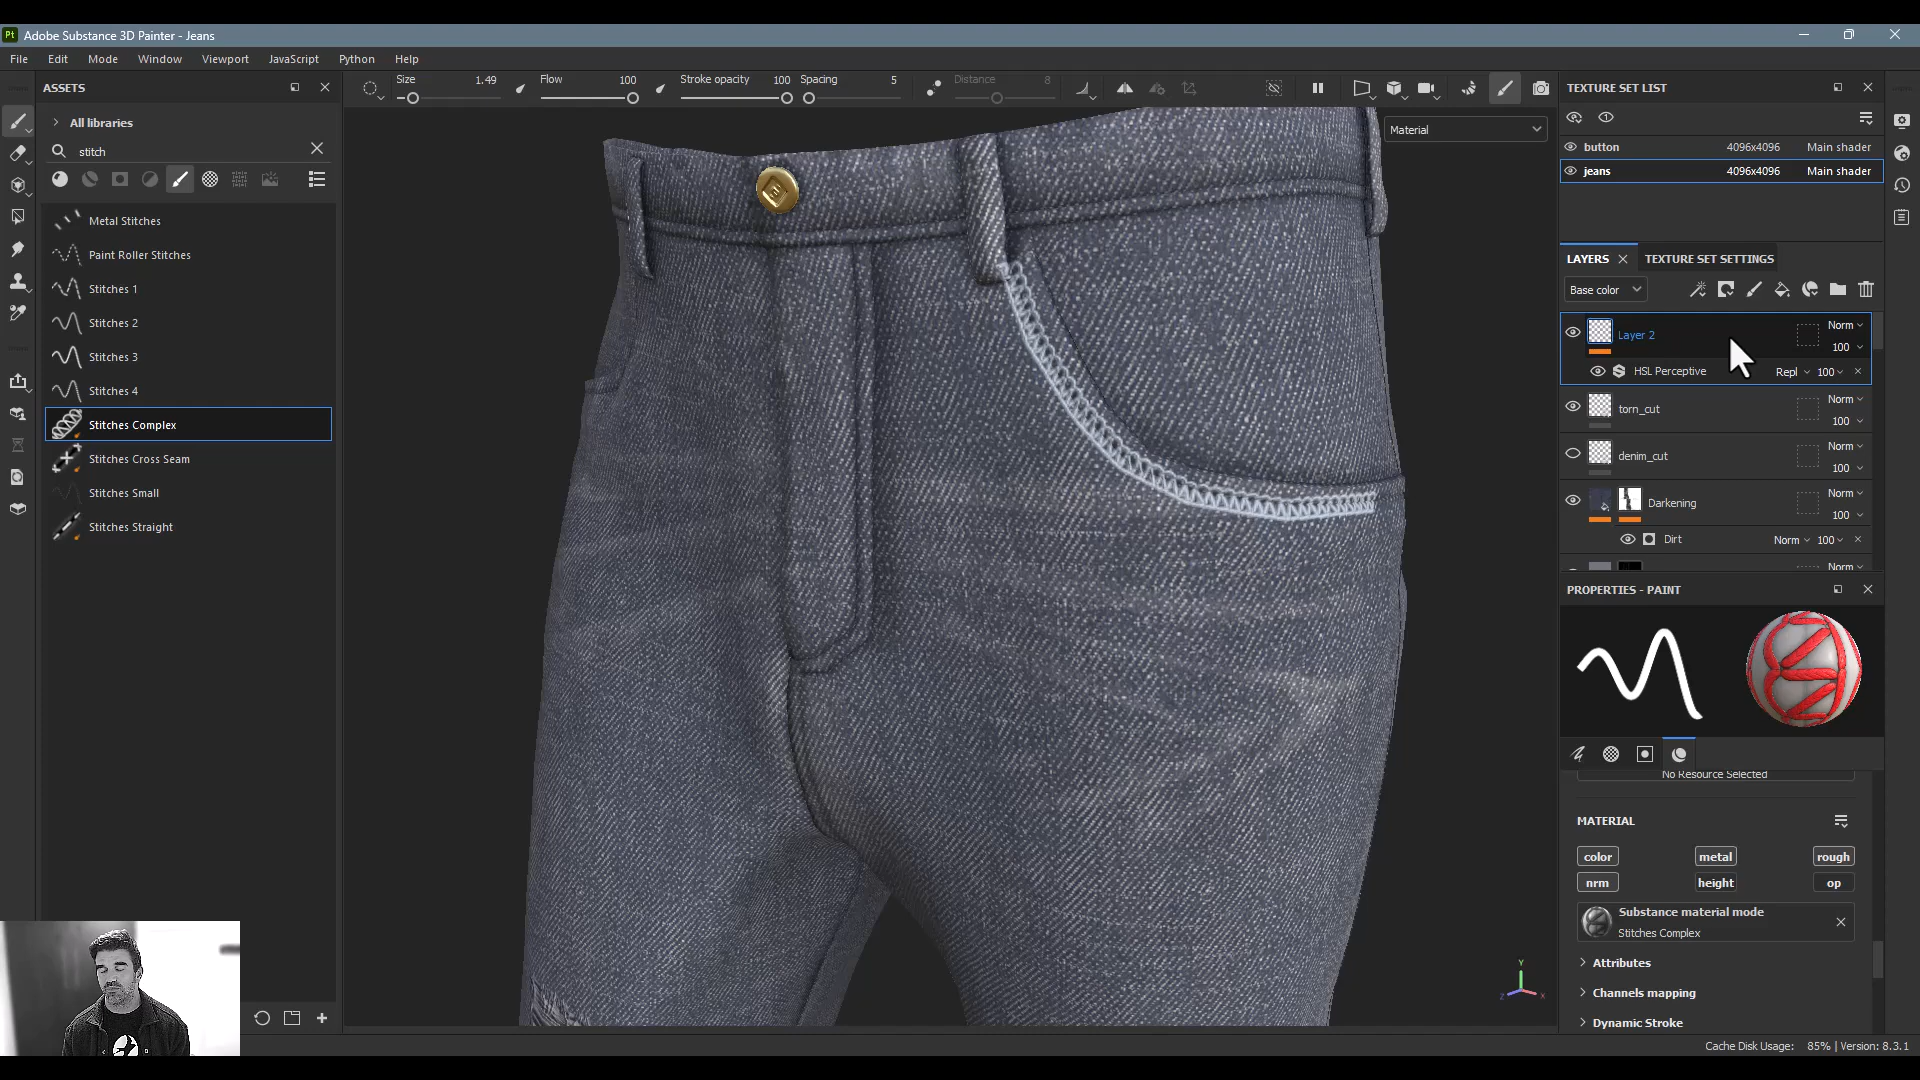 Pt Adobe Substance 3D Painter - Jeans
File Edit Mode Window Viewport JavaScript Python Help
ASSETS
All libraries
stitch
Metal Stitches
Paint Roller Stitches
Stitches 1
Stitches 2
Stitches 3
Stitches 4
Stitches Complex
Stitches Cross Seam
Stitches Small
Stitches Straight
Size 1.49 Flow 100 Stroke opacity 100 Spacing 5 Distance 8
Material
Y
Z X
TEXTURE SET LIST
button 4096x4096 Main shader
jeans 4096x4096 Main shader
LAYERS TEXTURE SET SETTINGS
Base color
Layer 2 Norm
100
HSL Perceptive Repl 100
torn_cut Norm
100
denim_cut Norm
100
Darkening Norm
100
Dirt Norm 100
Norm
PROPERTIES - PAINT
No Resource Selected
MATERIAL
color metal rough
nrm height op
Substance material mode
Stitches Complex
Attributes
Channels mapping
Dynamic Stroke
Cache Disk Usage: 85% | Version: 8.3.1